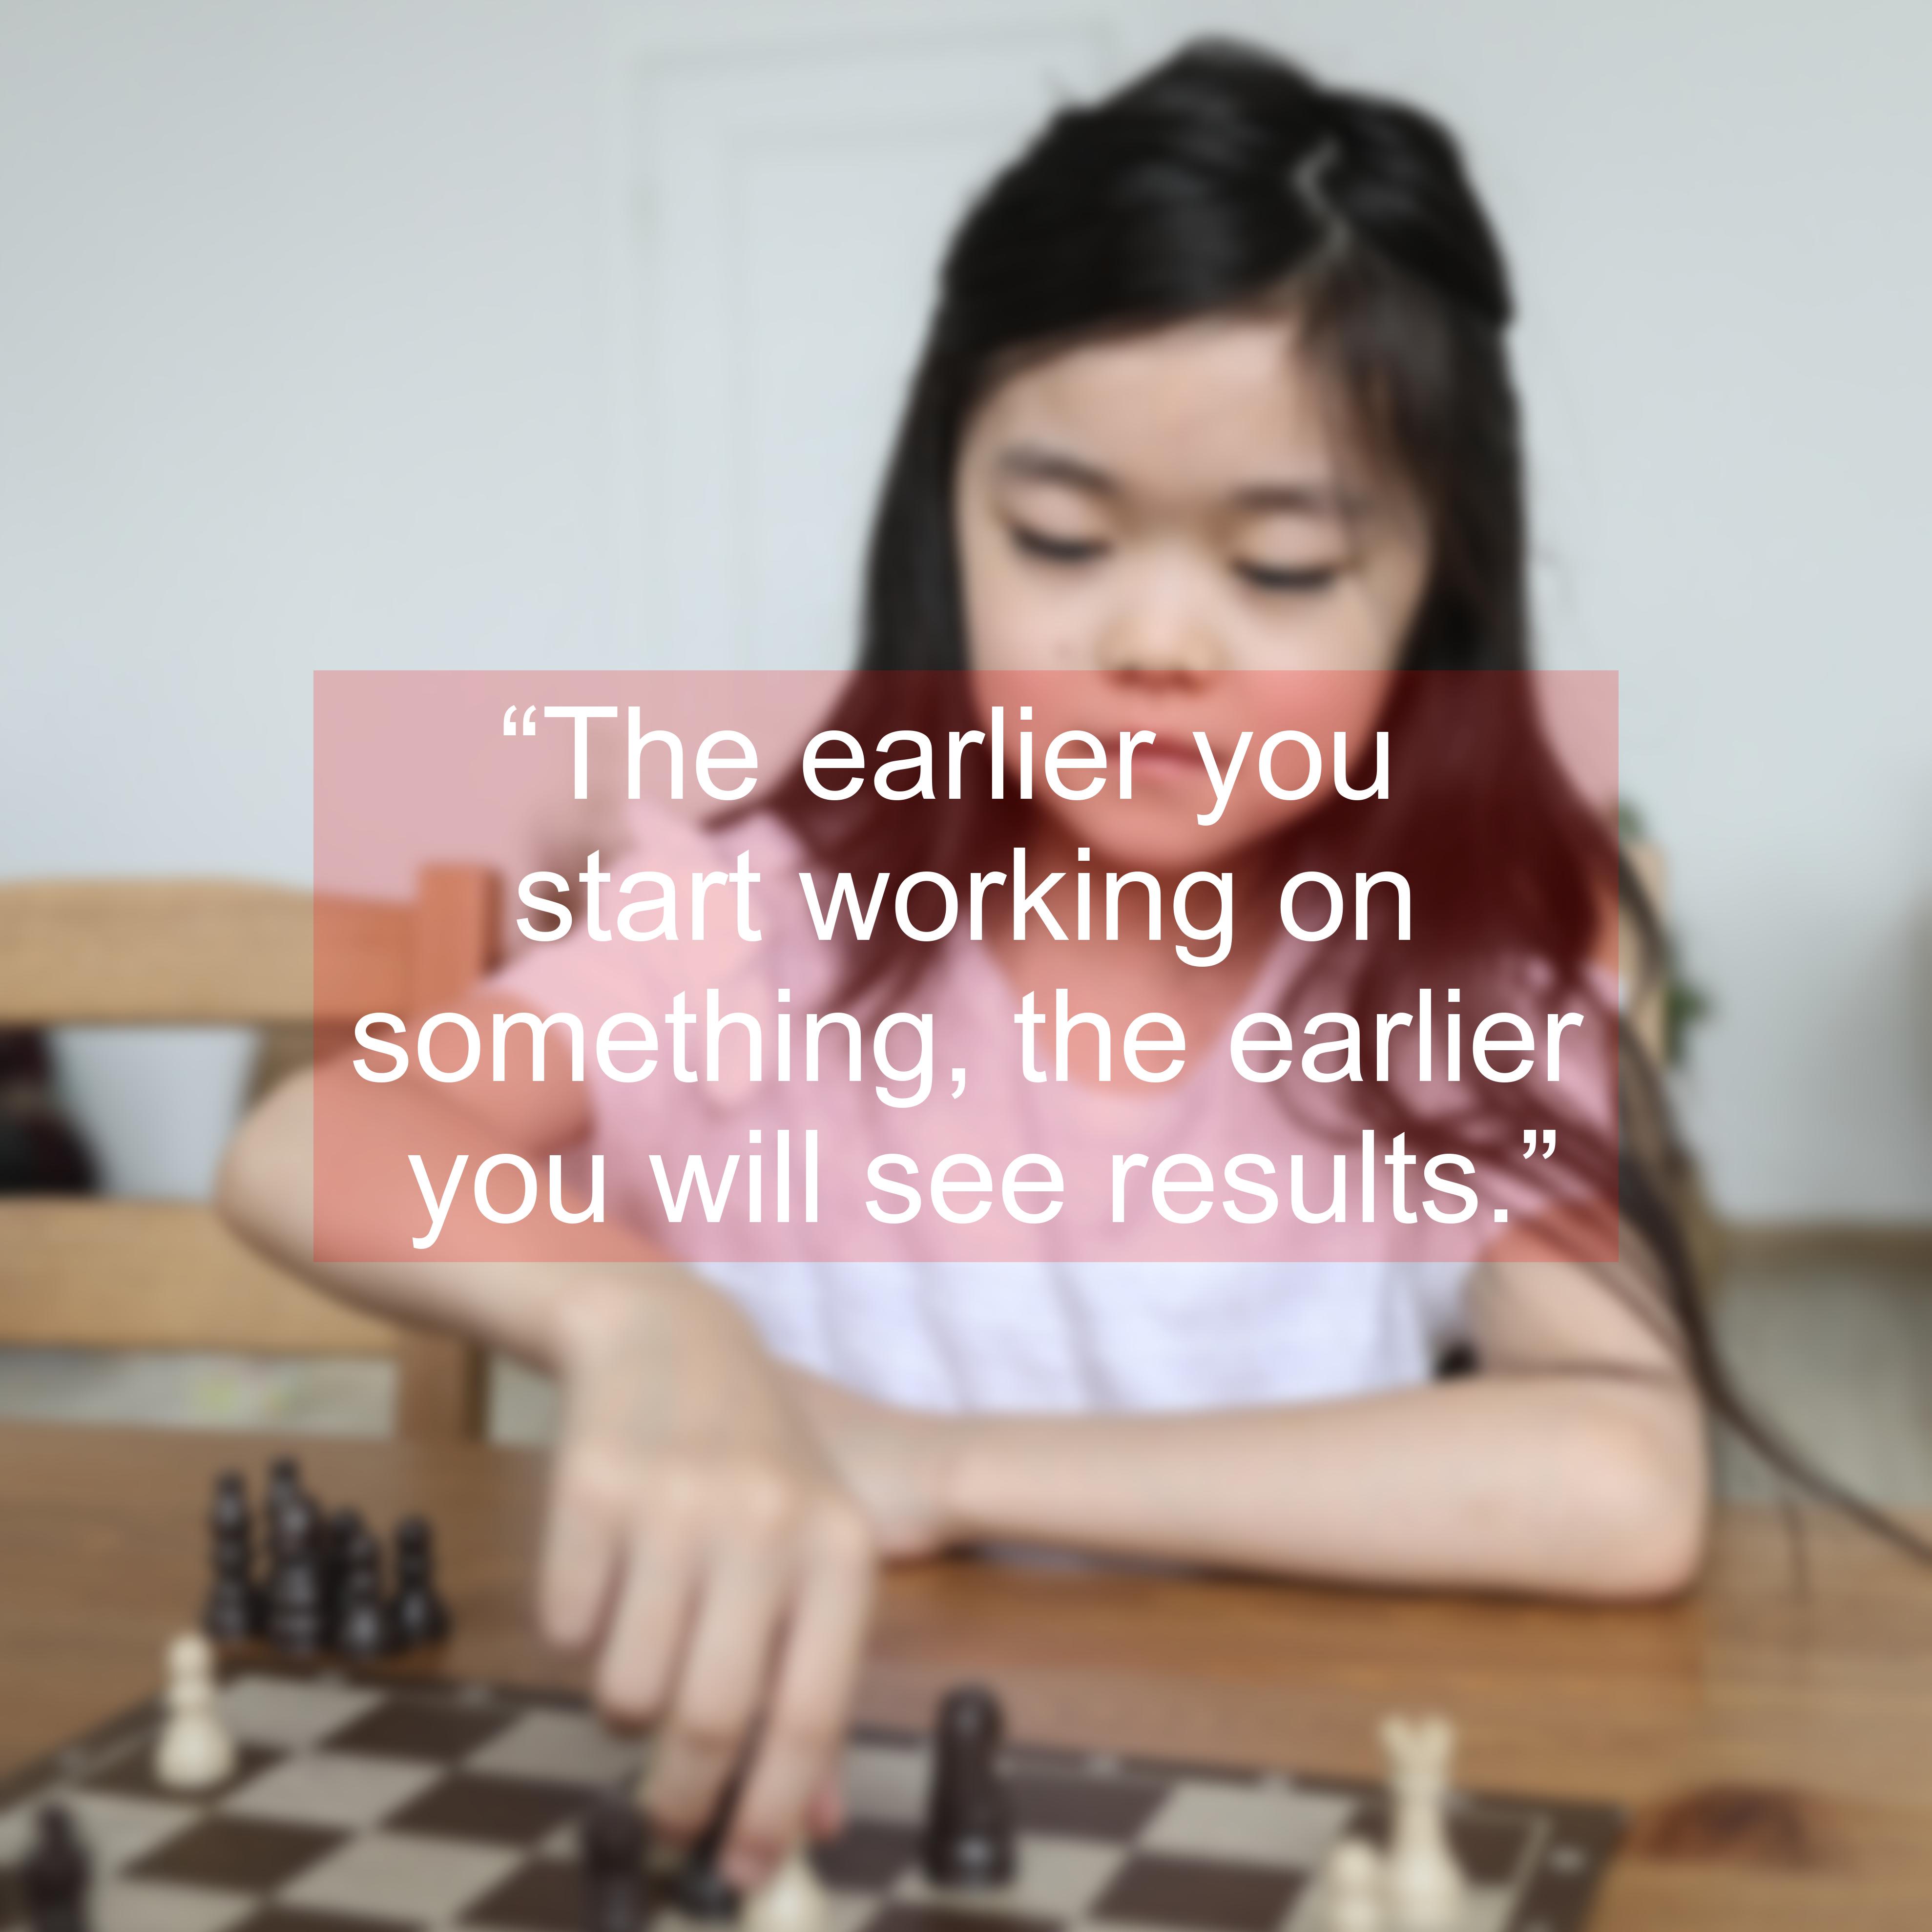 “The earlier you
start working on
something, the earlier
you will see results.”